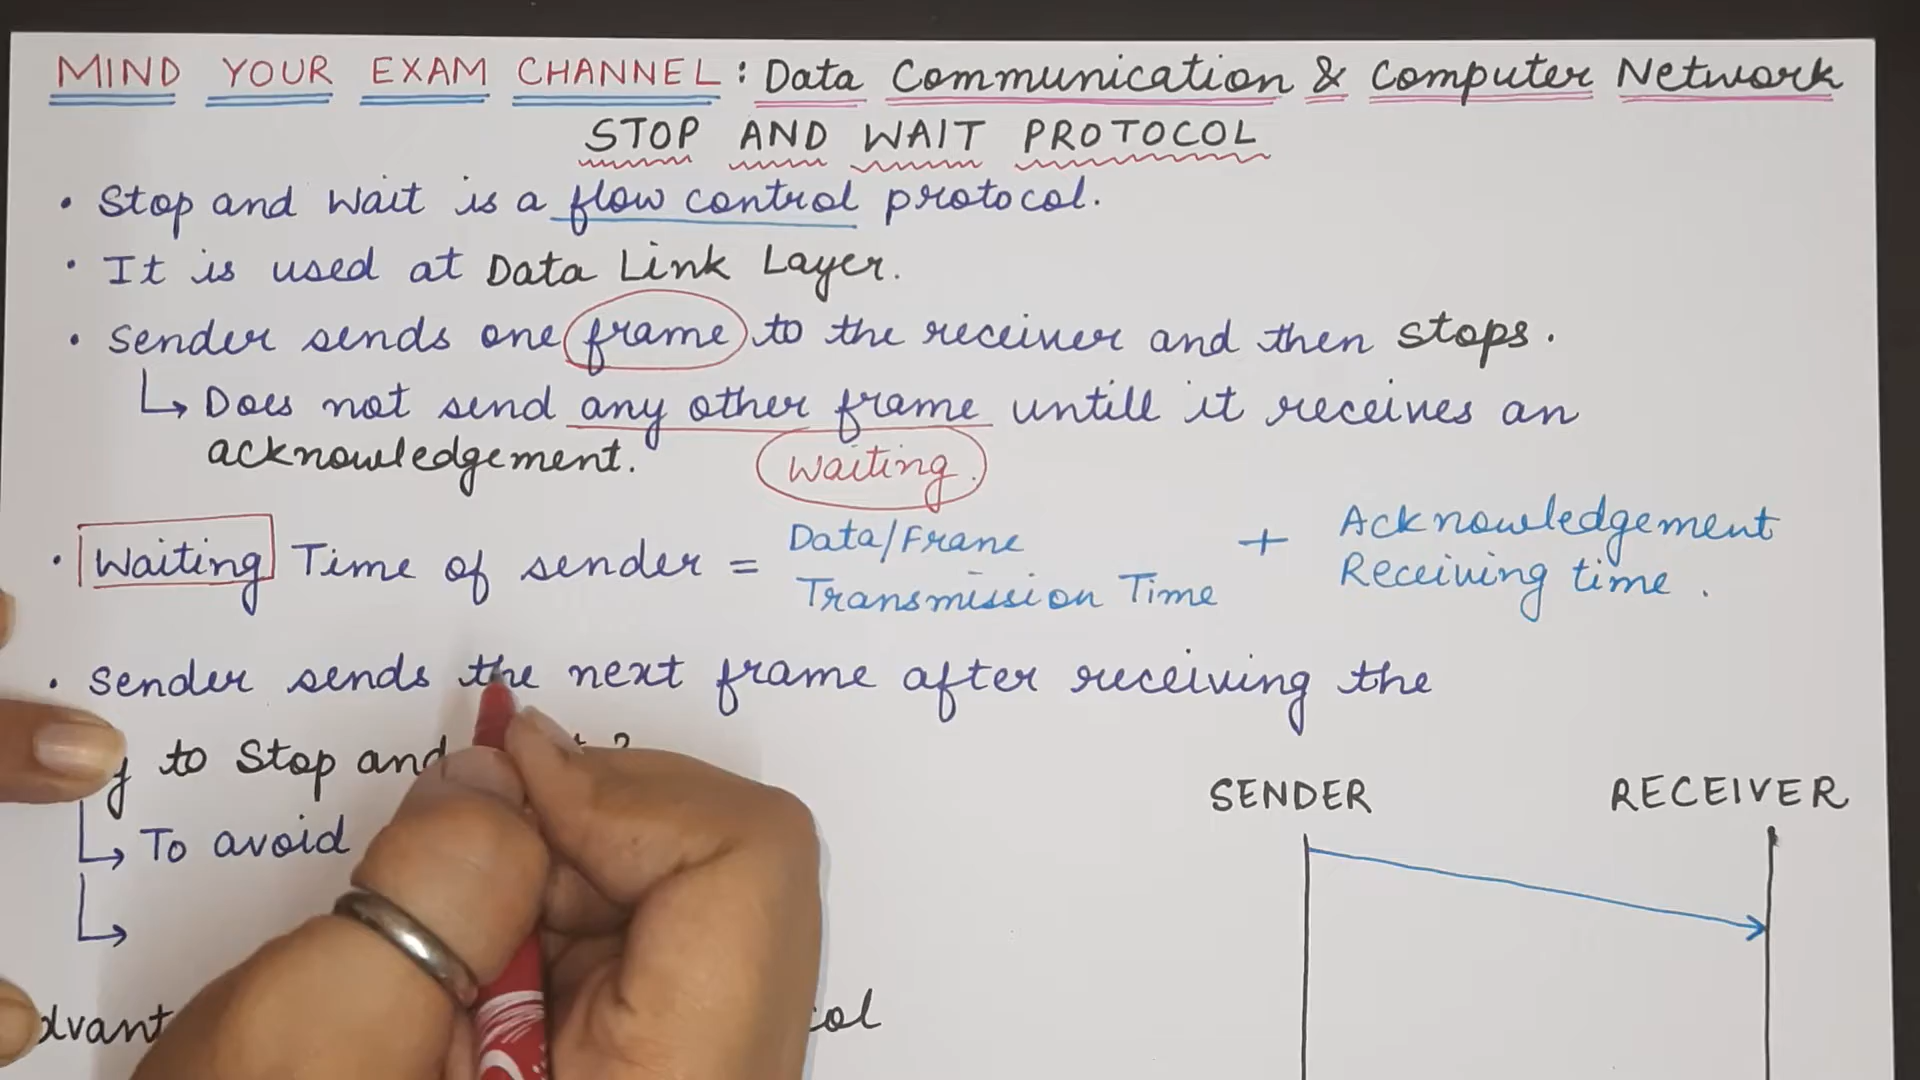 MIND YOUR EXAM CHANNEL : Data Communication & Computer Network
STOP AND WAIT PROTOCOL
• Stop and Wait is a flow control protocol.
• It is used at Data Link Layer.
• Sender sends one frame to the receiver and then stops.
↳ Does not send any other frame untill it receives an
acknowledgement. Waiting.
• Waiting Time of sender = Data/Frane Transmission Time + Acknowledgement Receiving time.
• Sender sends the next frame after receiving the
to Stop and
↳ To avoid
↳
SENDER RECEIVER